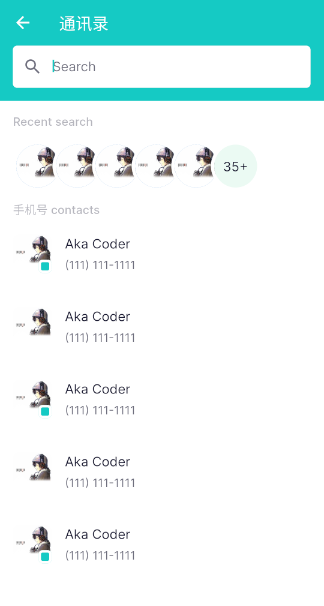 通讯录
Search
Recent search
35+
手机号 contacts
Aka Coder
(111) 111-1111
Aka Coder
(111) 111-1111
Aka Coder
(111) 111-1111
Aka Coder
(111) 111-1111
Aka Coder
(111) 111-1111